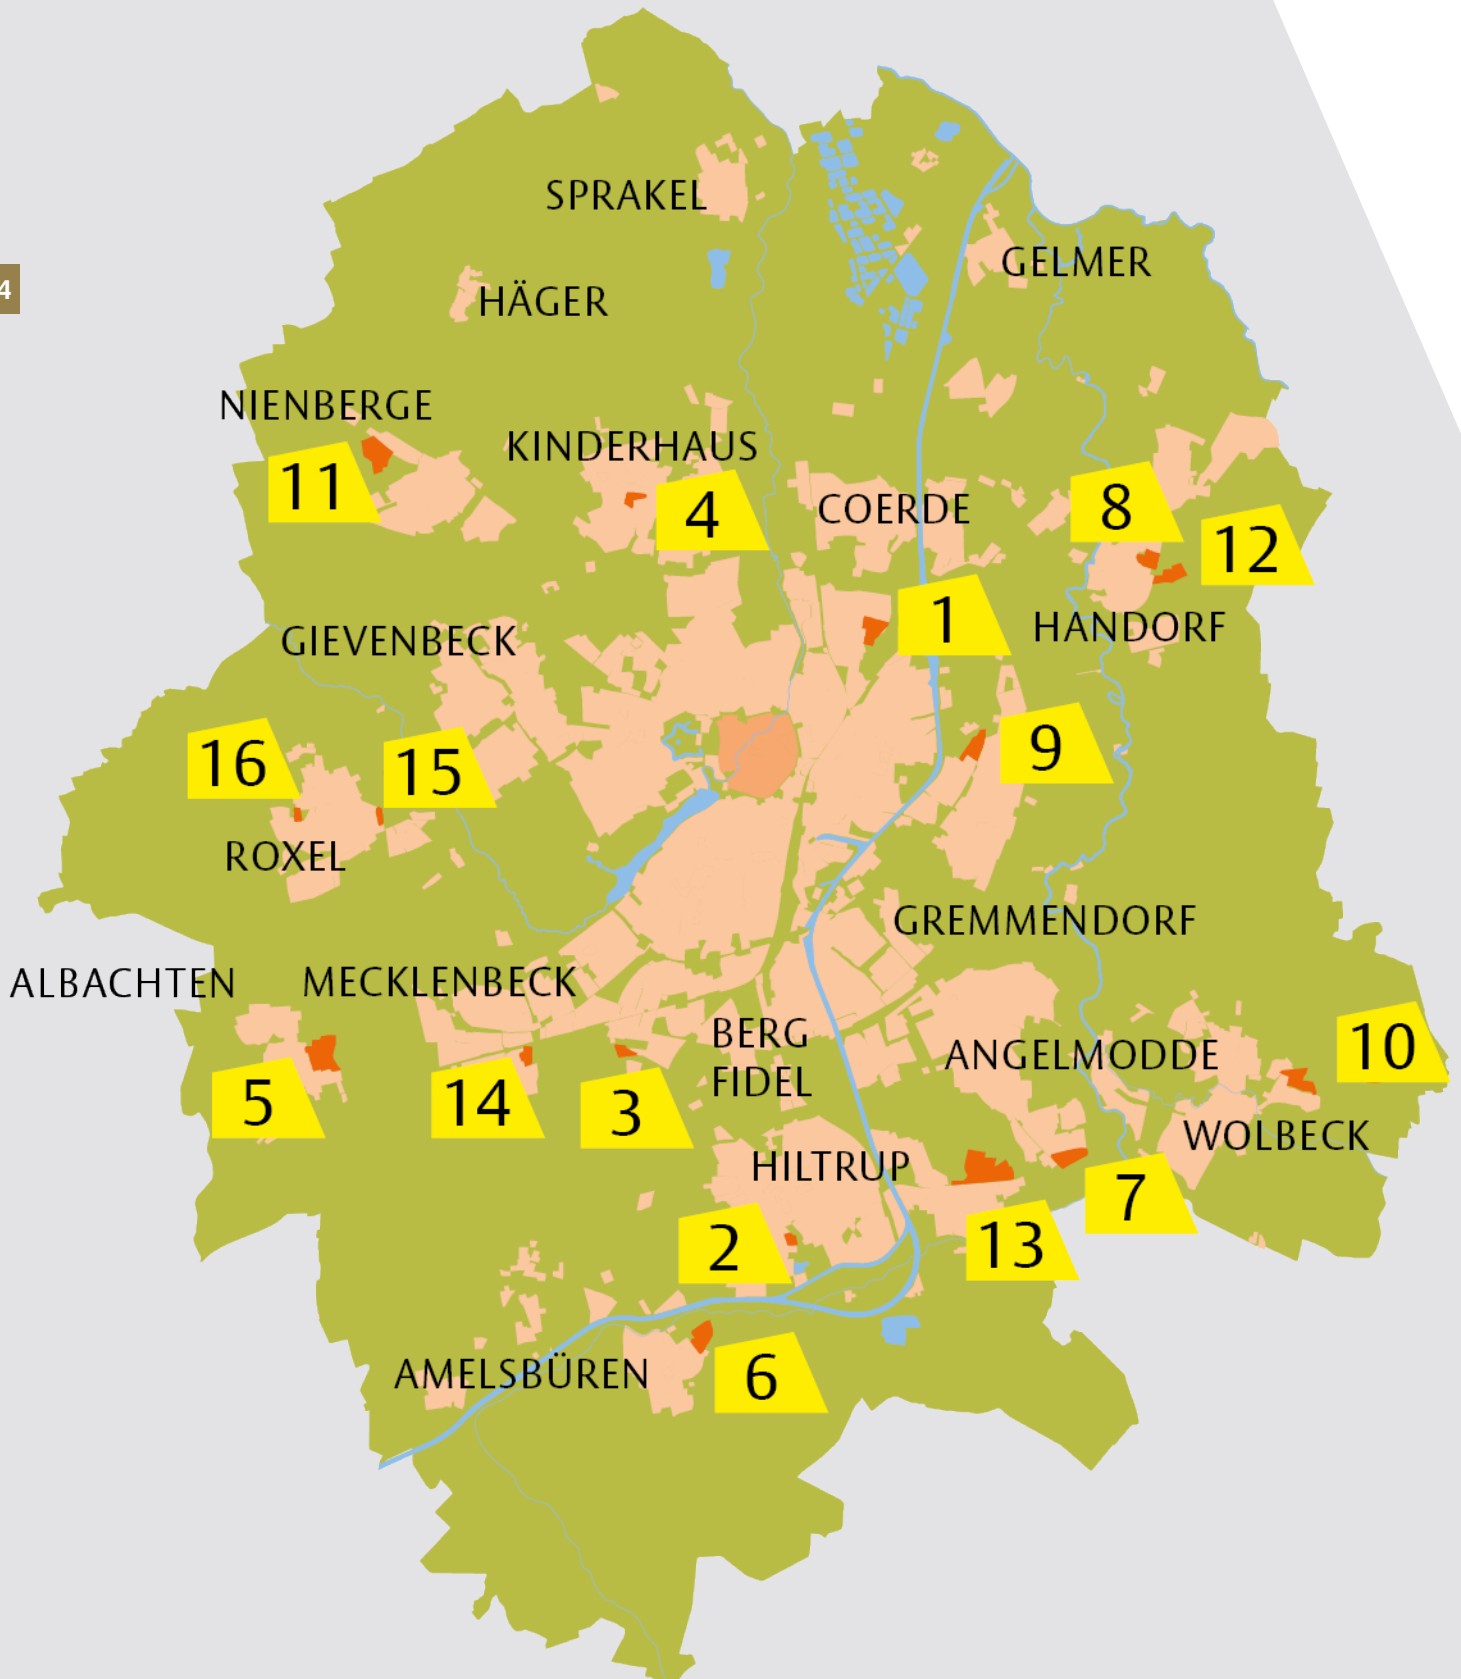 SPRAKEL
GELMER
4
HÄGER
NIENBERGE
KINDERHAUS
11
4
COERDE
8
12
1
HANDORF
GIEVENBECK
16
15
9
ROXEL
GREMMENDORF
ALBACHTEN
MECKLENBECK
BERG
FIDEL
ANGELMODDE
10
5
14
3
WOLBECK
HILTRUP
7
2
13
AMELSBÜREN
6